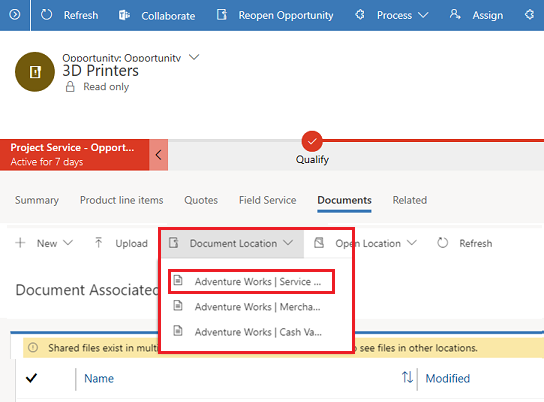 Refresh Collaborate Reopen Opportunity Process Assign
Opportunity: Opportunity
3D Printers
Read only
Project Service - Opport...
Active for 7 days
Qualify
Summary Product line items Quotes Field Service Documents Related
New Upload Document Location Open Location Refresh
Adventure Works | Service ...
Document Associated
Adventure Works | Mercha...
Adventure Works | Cash Va...
Shared files exist in mult to see files in other locations.
Name Modified